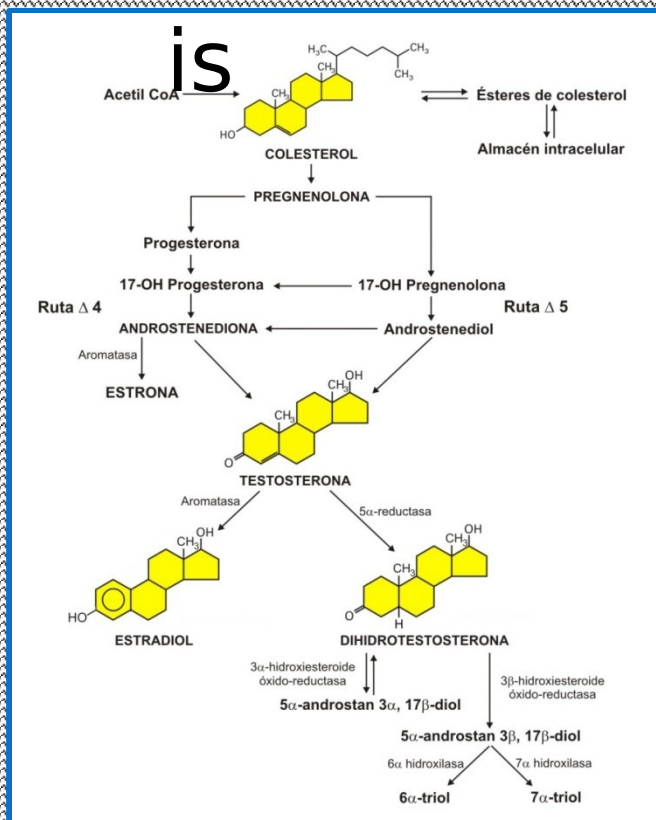 is
H₃C
CH₃
CH₃
CH₃
CH₃
Acetil CoA
Ésteres de colesterol
HO
COLESTEROL
Almacén intracelular
PREGNENOLONA
Progesterona
17-OH Progesterona
17-OH Pregnenolona
Ruta Δ 4
Ruta Δ 5
ANDROSTENEDIONA
Androstenediol
Aromatasa
ESTRONA
OH
CH₃
CH₃
O
TESTOSTERONA
Aromatasa
5α-reductasa
OH
CH₃
HO
ESTRADIOL
OH
CH₃
CH₃
O
H
DIHIDROTESTOSTERONA
3α-hidroxiesteroide
óxido-reductasa
3β-hidroxiesteroide
óxido-reductasa
5α-androstan 3α, 17β-diol
5α-androstan 3β, 17β-diol
6α hidroxilasa
7α hidroxilasa
6α-triol
7α-triol